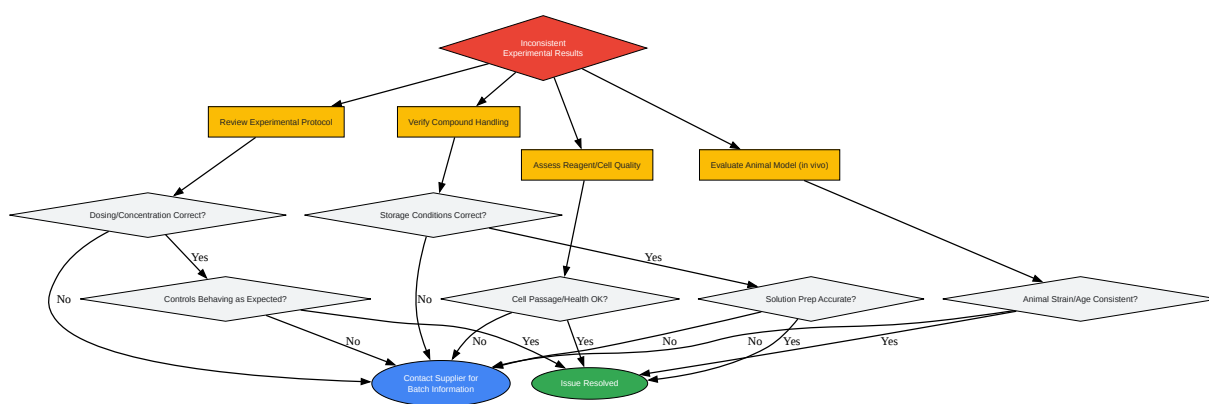 Inconsistent
Experimental Results
Review Experimental Protocol
Verify Compound Handling
Assess Reagent/Cell Quality
Evaluate Animal Model (in vivo)
Dosing/Concentration Correct?
Storage Conditions Correct?
Yes
Yes
No
Controls Behaving as Expected?
No
Cell Passage/Health OK?
Solution Prep Accurate?
Animal Strain/Age Consistent?
No
Yes
No
Yes
No
No
Yes
Yes
Contact Supplier for
Batch Information
Issue Resolved